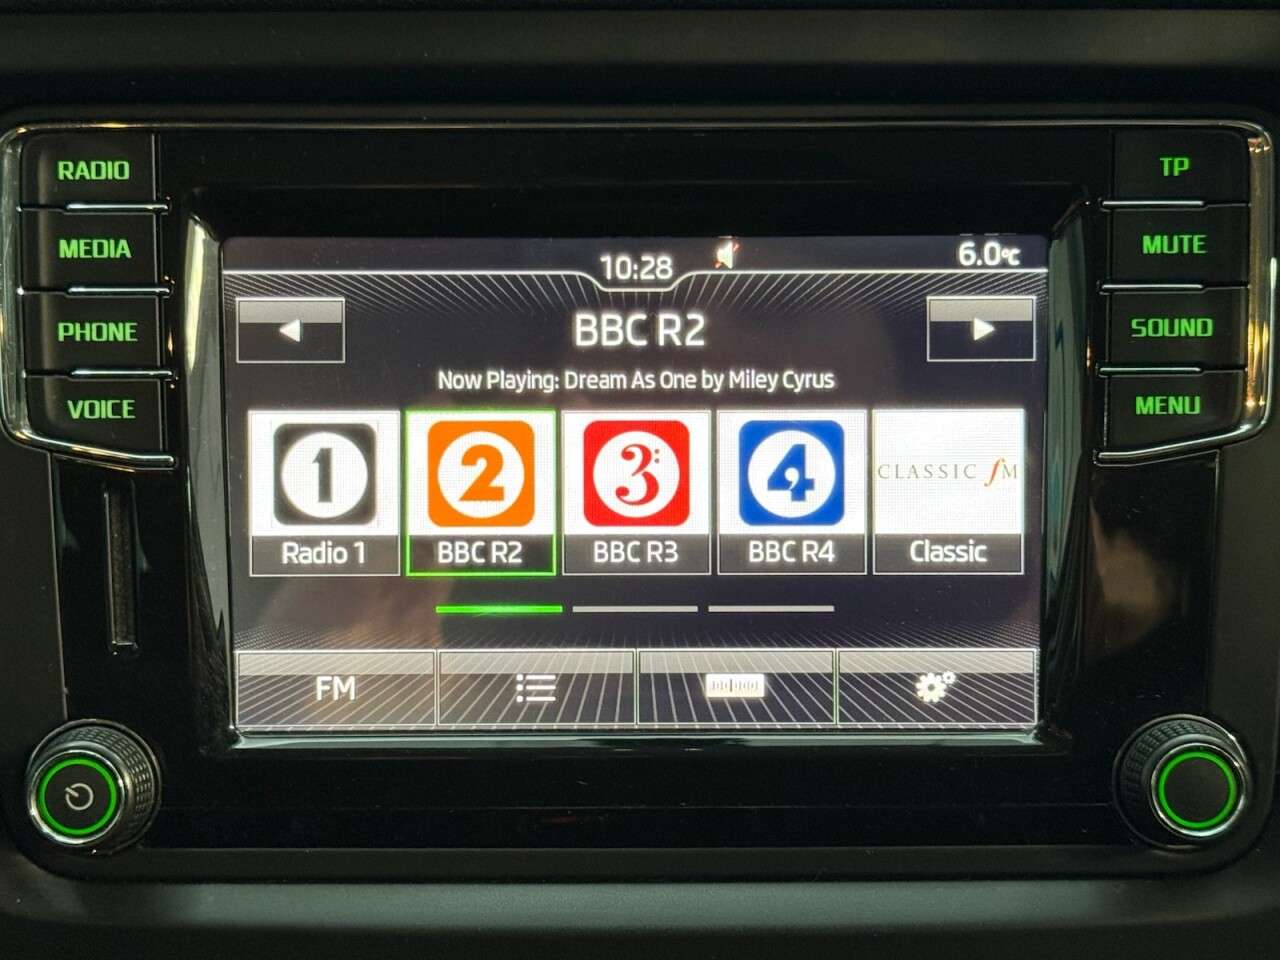 RADIO
MEDIA
PHONE
VOICE
TP
MUTE
SOUND
MENU
10:28
6.0°C
BBC R2
Now Playing: Dream As One by Miley Cyrus
1
2
3
4
CLASSIC fM
Radio 1
BBC R2
BBC R3
BBC R4
Classic
FM